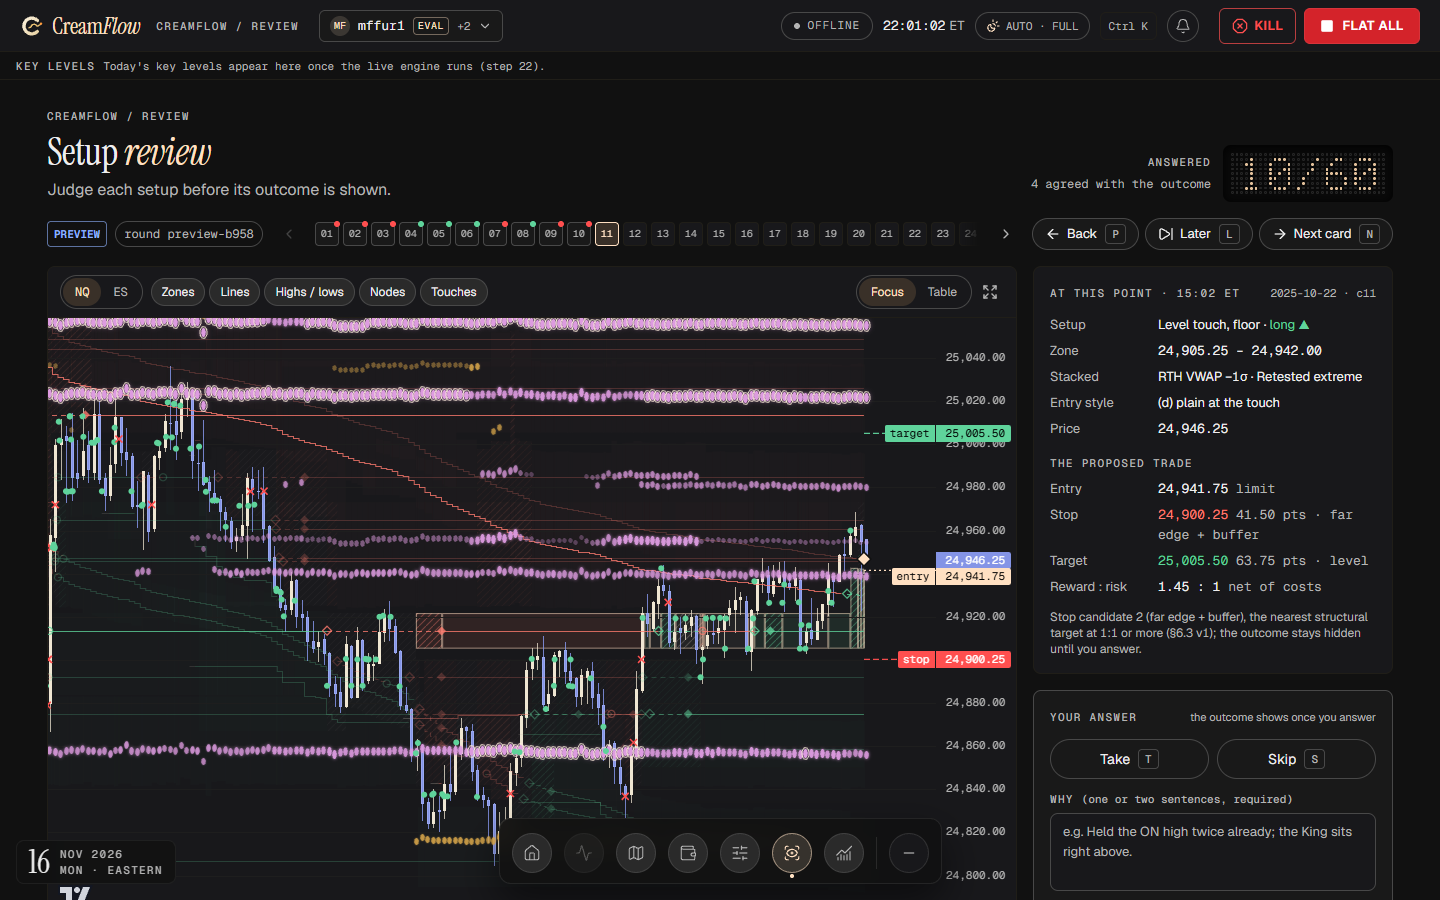 CreamFlow CREAMFLOW / REVIEW MF mffur1 EVAL +2 OFFLINE 22:01:02 ET AUTO · FULL Ctrl K KILL FLAT ALL
KEY LEVELS Today's key levels appear here once the live engine runs (step 22).
CREAMFLOW / REVIEW
Setup review
Judge each setup before its outcome is shown.
ANSWERED
4 agreed with the outcome
10/60
PREVIEW round preview-b958 01 02 03 04 05 06 07 08 09 10 11 12 13 14 15 16 17 18 19 20 21 22 23 24
Back P Later L Next card N
NQ ES Zones Lines Highs / lows Nodes Touches Focus Table
25,040.00
25,020.00
target 25,005.50
25,000.00
24,980.00
24,960.00
24,946.25
entry 24,941.75
24,920.00
stop 24,900.25
24,880.00
24,860.00
24,840.00
24,820.00
24,800.00
AT THIS POINT · 15:02 ET 2025-10-22 · c11
Setup Level touch, floor · long ▲
Zone 24,905.25 – 24,942.00
Stacked RTH VWAP −1σ · Retested extreme
Entry style (d) plain at the touch
Price 24,946.25
THE PROPOSED TRADE
Entry 24,941.75 limit
Stop 24,900.25 41.50 pts · far
edge + buffer
Target 25,005.50 63.75 pts · level
Reward : risk 1.45 : 1 net of costs
Stop candidate 2 (far edge + buffer), the nearest structural
target at 1:1 or more (§6.3 v1); the outcome stays hidden
until you answer.
YOUR ANSWER the outcome shows once you answer
Take T Skip S
WHY (one or two sentences, required)
e.g. Held the ON high twice already; the King sits
right above.
16 NOV 2026
MON · EASTERN